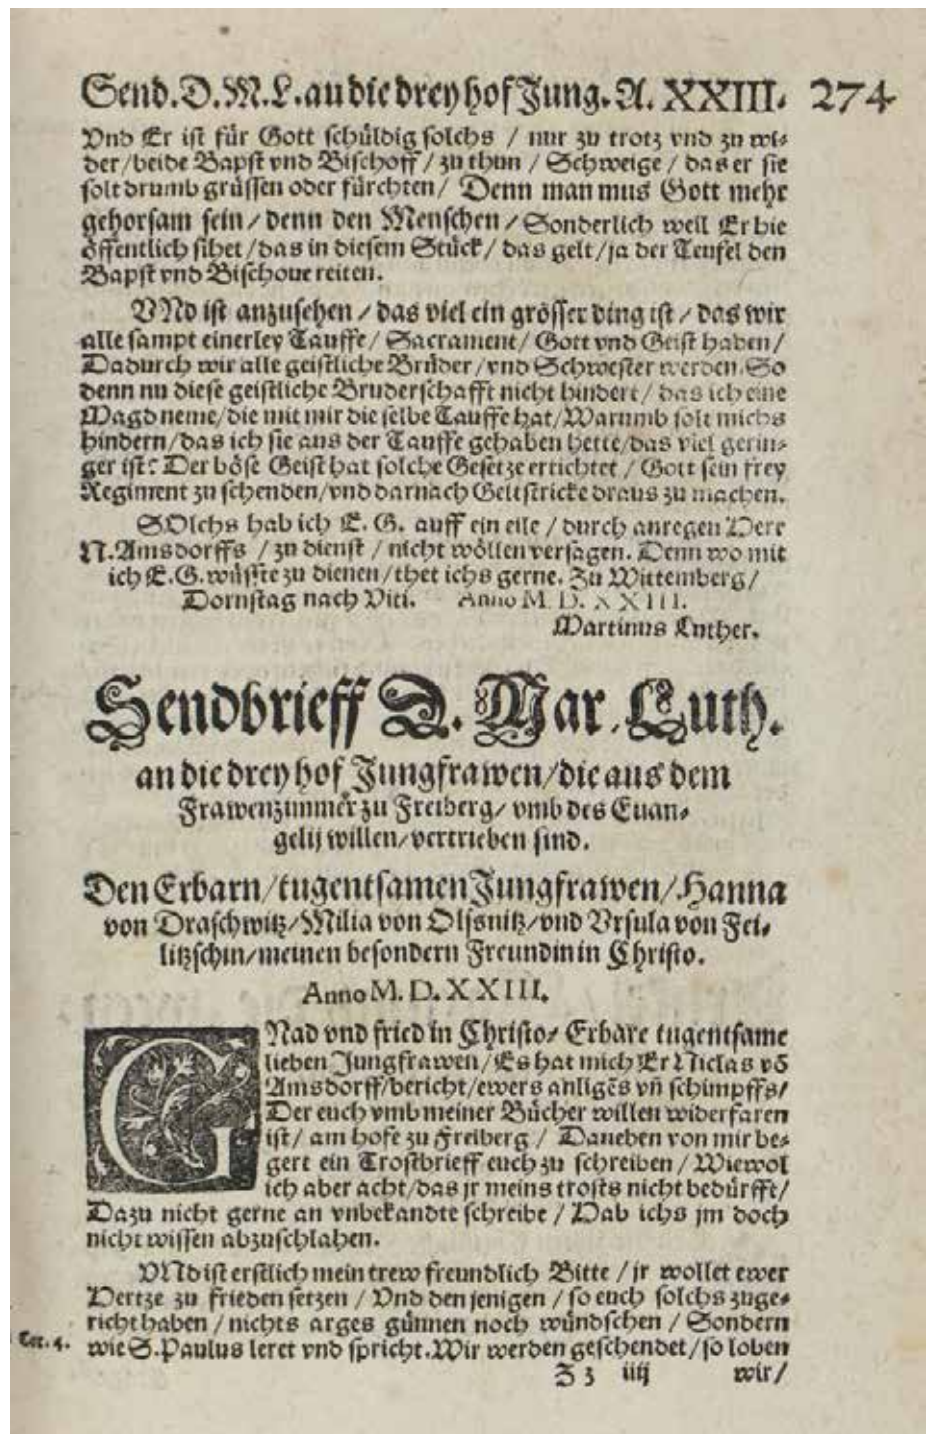 Send. D. M. L. an die drey hof Jung. A. XXIII. 274
Vnd Er ist für Gott schüldig solchs / nur zu trotz vnd zu wi-
der / beide Bapst vnd Bischoff / zu thun / Schweige / das er sie
solt drumb grüssen oder fürchten / Denn man mus Gott mehr
gehorsam sein / denn den Menschen / Sonderlich weil Er hie
öffentlich sihet / das in diesem Stück / das gelt / ja der Teufel den
Bapst vnd Bischoue reiten.
VNd ist anzusehen / das viel ein grösser ding ist / das wir
alle sampt einerley Tauffe / Sacrament / Gott vnd Geist haben /
Dadurch wir alle geistliche Brüder / vnd Schwester werden. So
denn nu diese geistliche Bruderschafft nicht hindert / das ich eine
Magd neme / die mit mir die selbe Tauffe hat / Warumb solt michs
hindern / das ich sie aus der Tauffe gehaben hette / das viel gerin-
ger ist? Der böse Geist hat solche Gesetze ertichtet / Gott sein frey
Regiment zu schenden / vnd darnach Geltstricke draus zu machen.
SOlchs hab ich E. G. auff ein eile / durch anregen Herr
N. Amsdorffs / zu dienst / nicht wöllen versagen. Denn wo mit
ich E. G. wüsste zu dienen / thet ichs gerne. Zu Wittemberg /
Dornstag nach Viti. Anno M. D. XXIII.
Martinus Luther.
Sendbrieff D. Mar. Luth.
an die drey hof Jungfrawen / die aus dem
Frawenzimmer zu Freiberg / vmb des Euan-
gelij willen / vertrieben sind.
Den Erbarn / tugentsamen Jungfrawen / Hanna
von Draschwitz / Milia von Olsnitz / vnd Vrsula von Fei-
litzschin / meinen besondern Freundin in Christo.
Anno M. D. XXIII.
GNad vnd fried in Christo / Erbare tugentsame
lieben Jungfrawen / Es hat mich Er Niclas võ
Amsdorff / bericht / ewers anligẽs vñ schimpffs /
Der euch vmb meiner Bücher willen widerfaren
ist / am hofe zu Freiberg / Daneben von mir be-
gert ein Trostbrieff euch zu schreiben / Wiewol
ich aber acht / das jr meins trosts nicht bedürfft /
Dazu nicht gerne an vnbekandte schreibe / Hab ichs jm doch
nicht wissen abzuschlahen.
VNd ist erstlich mein trew freundlich Bitte / jr wollet ewer
Hertze zu frieden setzen / Vnd den jenigen / so euch solchs zuge-
richt haben / nichts arges günnen noch wündschen / Sondern
wie S. Paulus leret vnd spricht. Wir werden geschendet / so loben
Zz iiij wir /